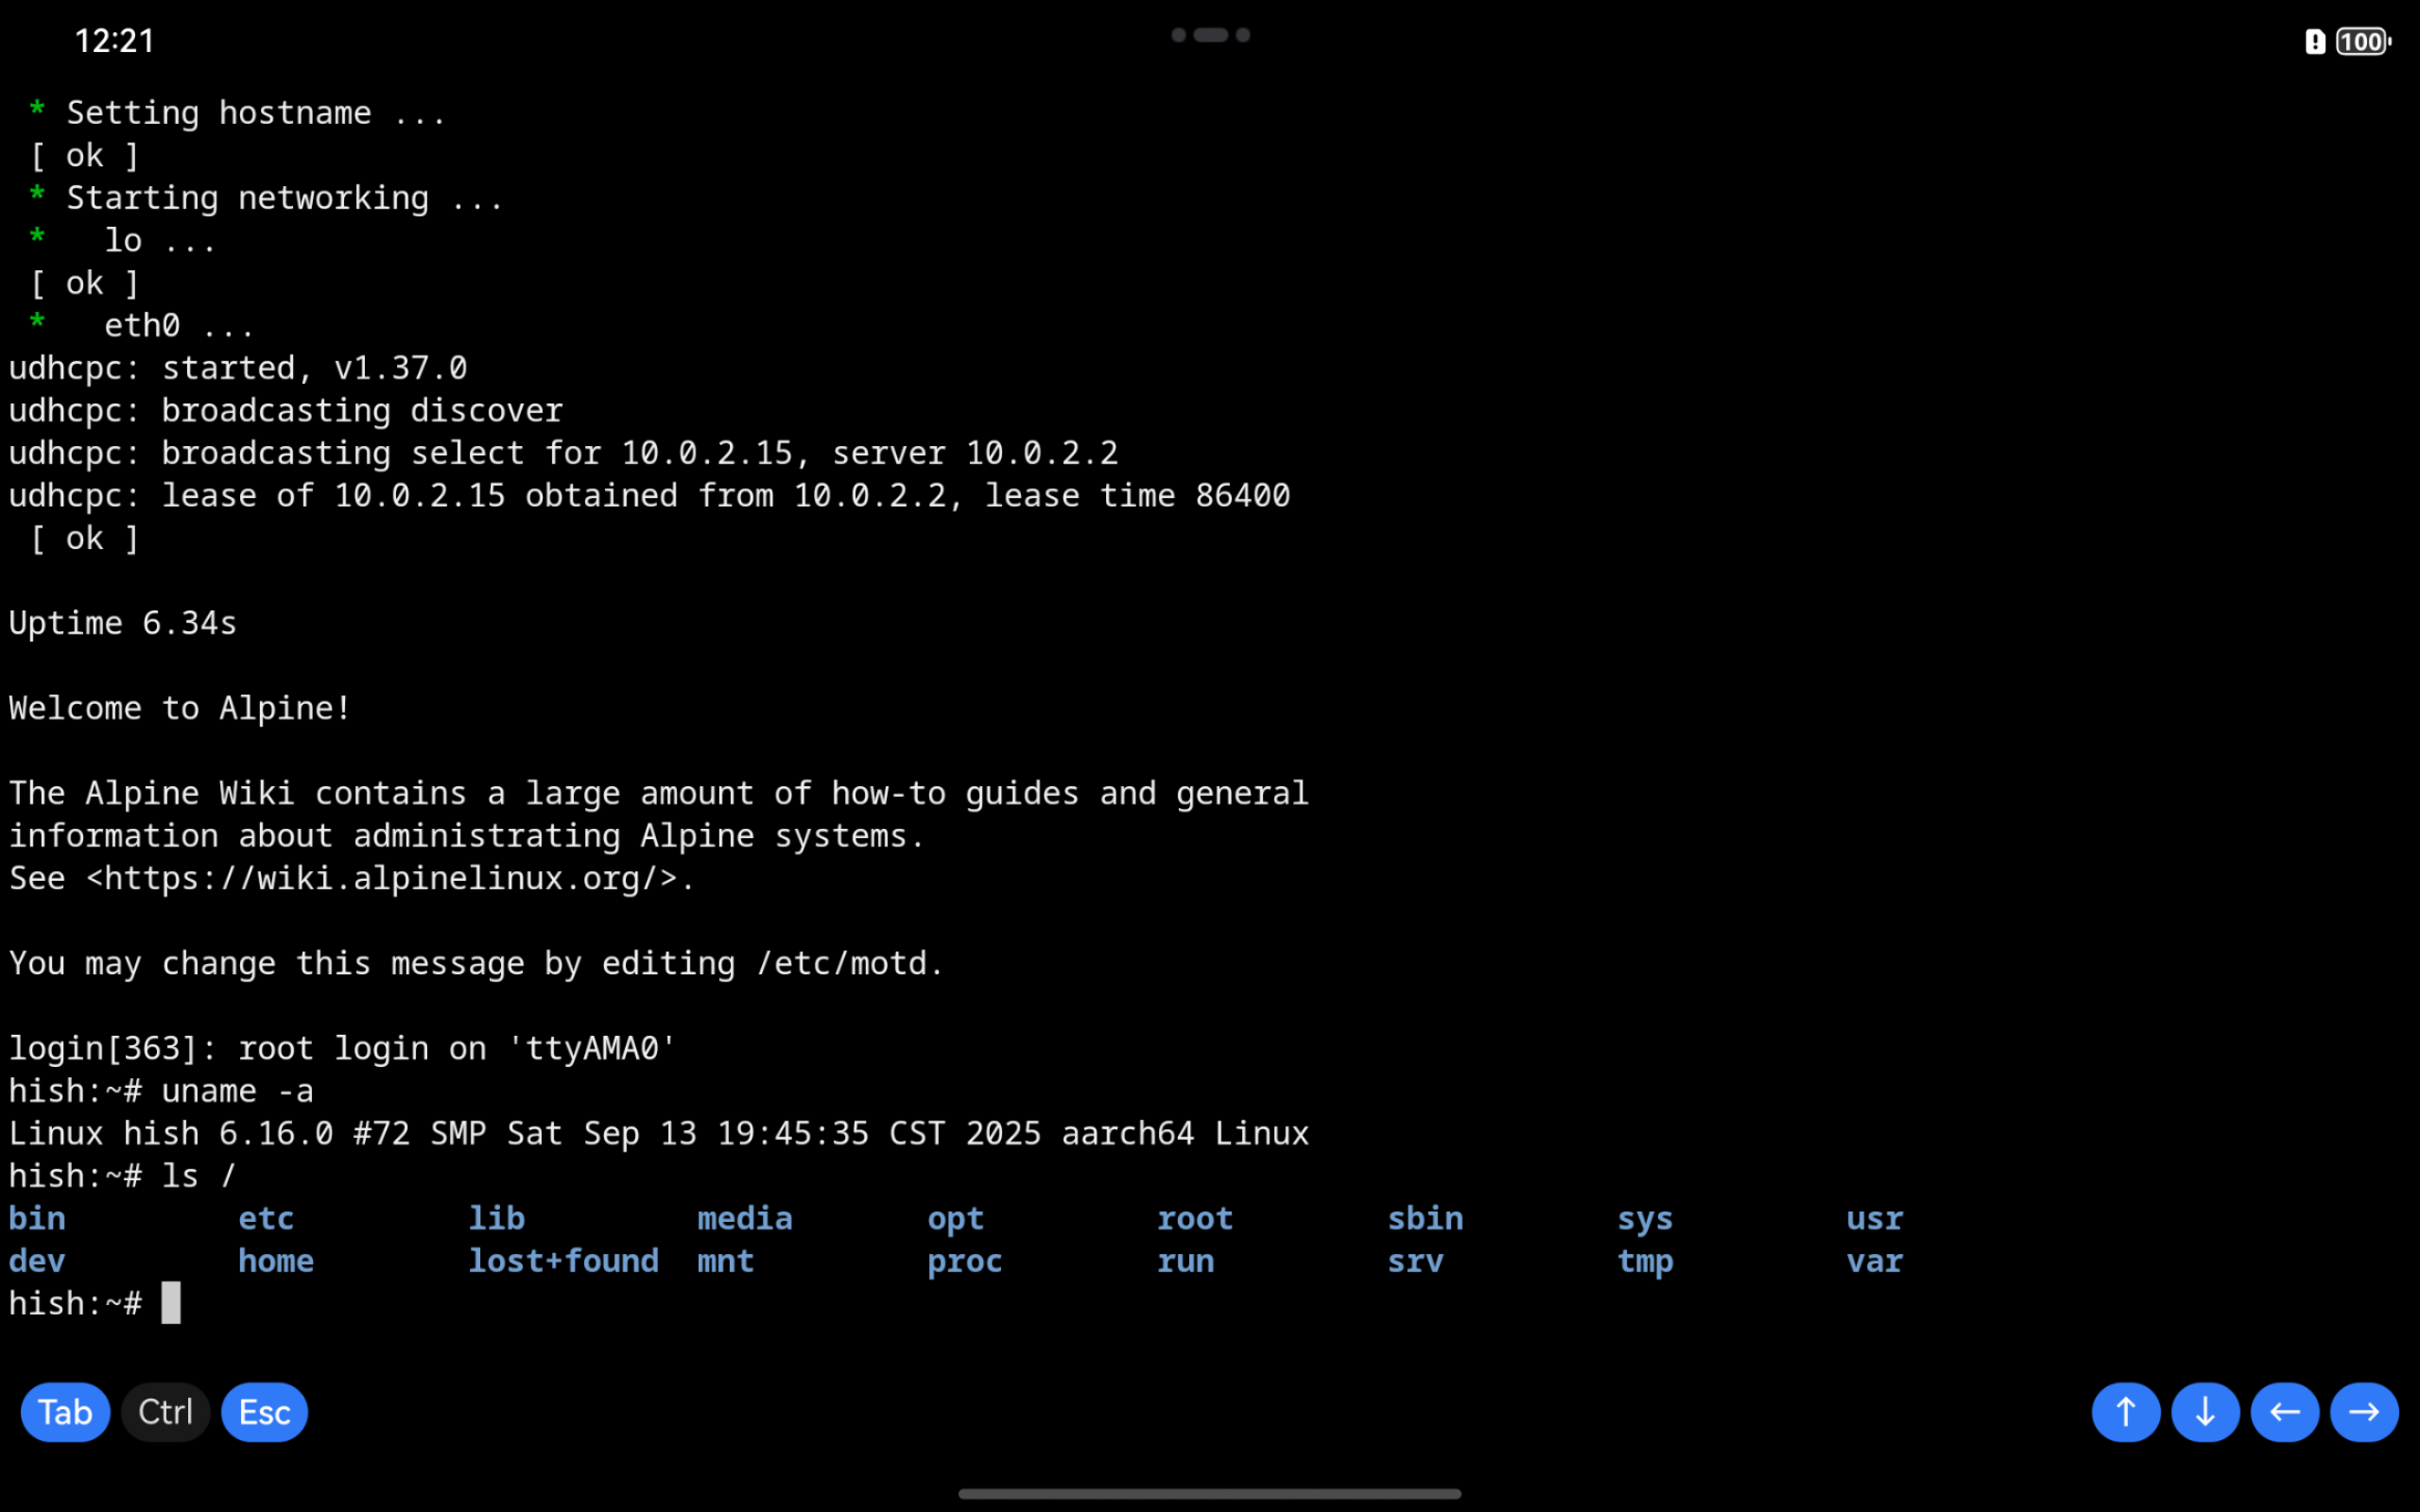 12:21
100
* Setting hostname ...
[ ok ]
* Starting networking ...
*   lo ...
[ ok ]
*   eth0 ...
udhcpc: started, v1.37.0
udhcpc: broadcasting discover
udhcpc: broadcasting select for 10.0.2.15, server 10.0.2.2
udhcpc: lease of 10.0.2.15 obtained from 10.0.2.2, lease time 86400
[ ok ]
Uptime 6.34s
Welcome to Alpine!
The Alpine Wiki contains a large amount of how-to guides and general
information about administrating Alpine systems.
See <https://wiki.alpinelinux.org/>.
You may change this message by editing /etc/motd.
login[363]: root login on 'ttyAMA0'
hish:~# uname -a
Linux hish 6.16.0 #72 SMP Sat Sep 13 19:45:35 CST 2025 aarch64 Linux
hish:~# ls /
bin etc lib media opt root sbin sys usr
dev home lost+found mnt proc run srv tmp var
hish:~#
Tab Ctrl Esc ↑ ↓ ← →